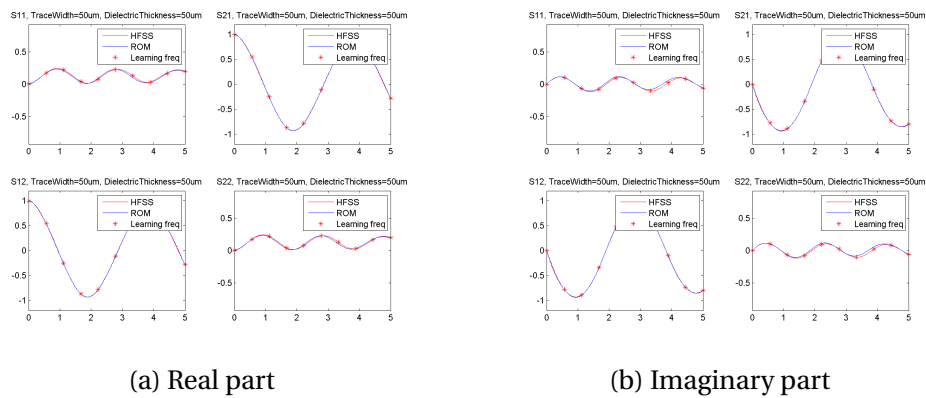 S11, TraceWidth=50um, DielectricThickness=50um
0.5
0
-0.5
0 1 2 3 4 5
HFSS
ROM
Learning freq
S21, TraceWidth=50um, DielectricThickness=50um
1
0.5
0
-0.5
-1
0 1 2 3 4 5
HFSS
ROM
Learning freq
S12, TraceWidth=50um, DielectricThickness=50um
1
0.5
0
-0.5
-1
0 1 2 3 4 5
HFSS
ROM
Learning freq
S22, TraceWidth=50um, DielectricThickness=50um
0.5
0
-0.5
0 1 2 3 4 5
HFSS
ROM
Learning freq
(a) Real part
S11, TraceWidth=50um, DielectricThickness=50um
0.5
0
-0.5
0 1 2 3 4 5
HFSS
ROM
Learning freq
S21, TraceWidth=50um, DielectricThickness=50um
1
0.5
0
-0.5
-1
0 1 2 3 4 5
HFSS
ROM
Learning freq
S12, TraceWidth=50um, DielectricThickness=50um
1
0.5
0
-0.5
-1
0 1 2 3 4 5
HFSS
ROM
Learning freq
S22, TraceWidth=50um, DielectricThickness=50um
0.5
0
-0.5
0 1 2 3 4 5
HFSS
ROM
Learning freq
(b) Imaginary part